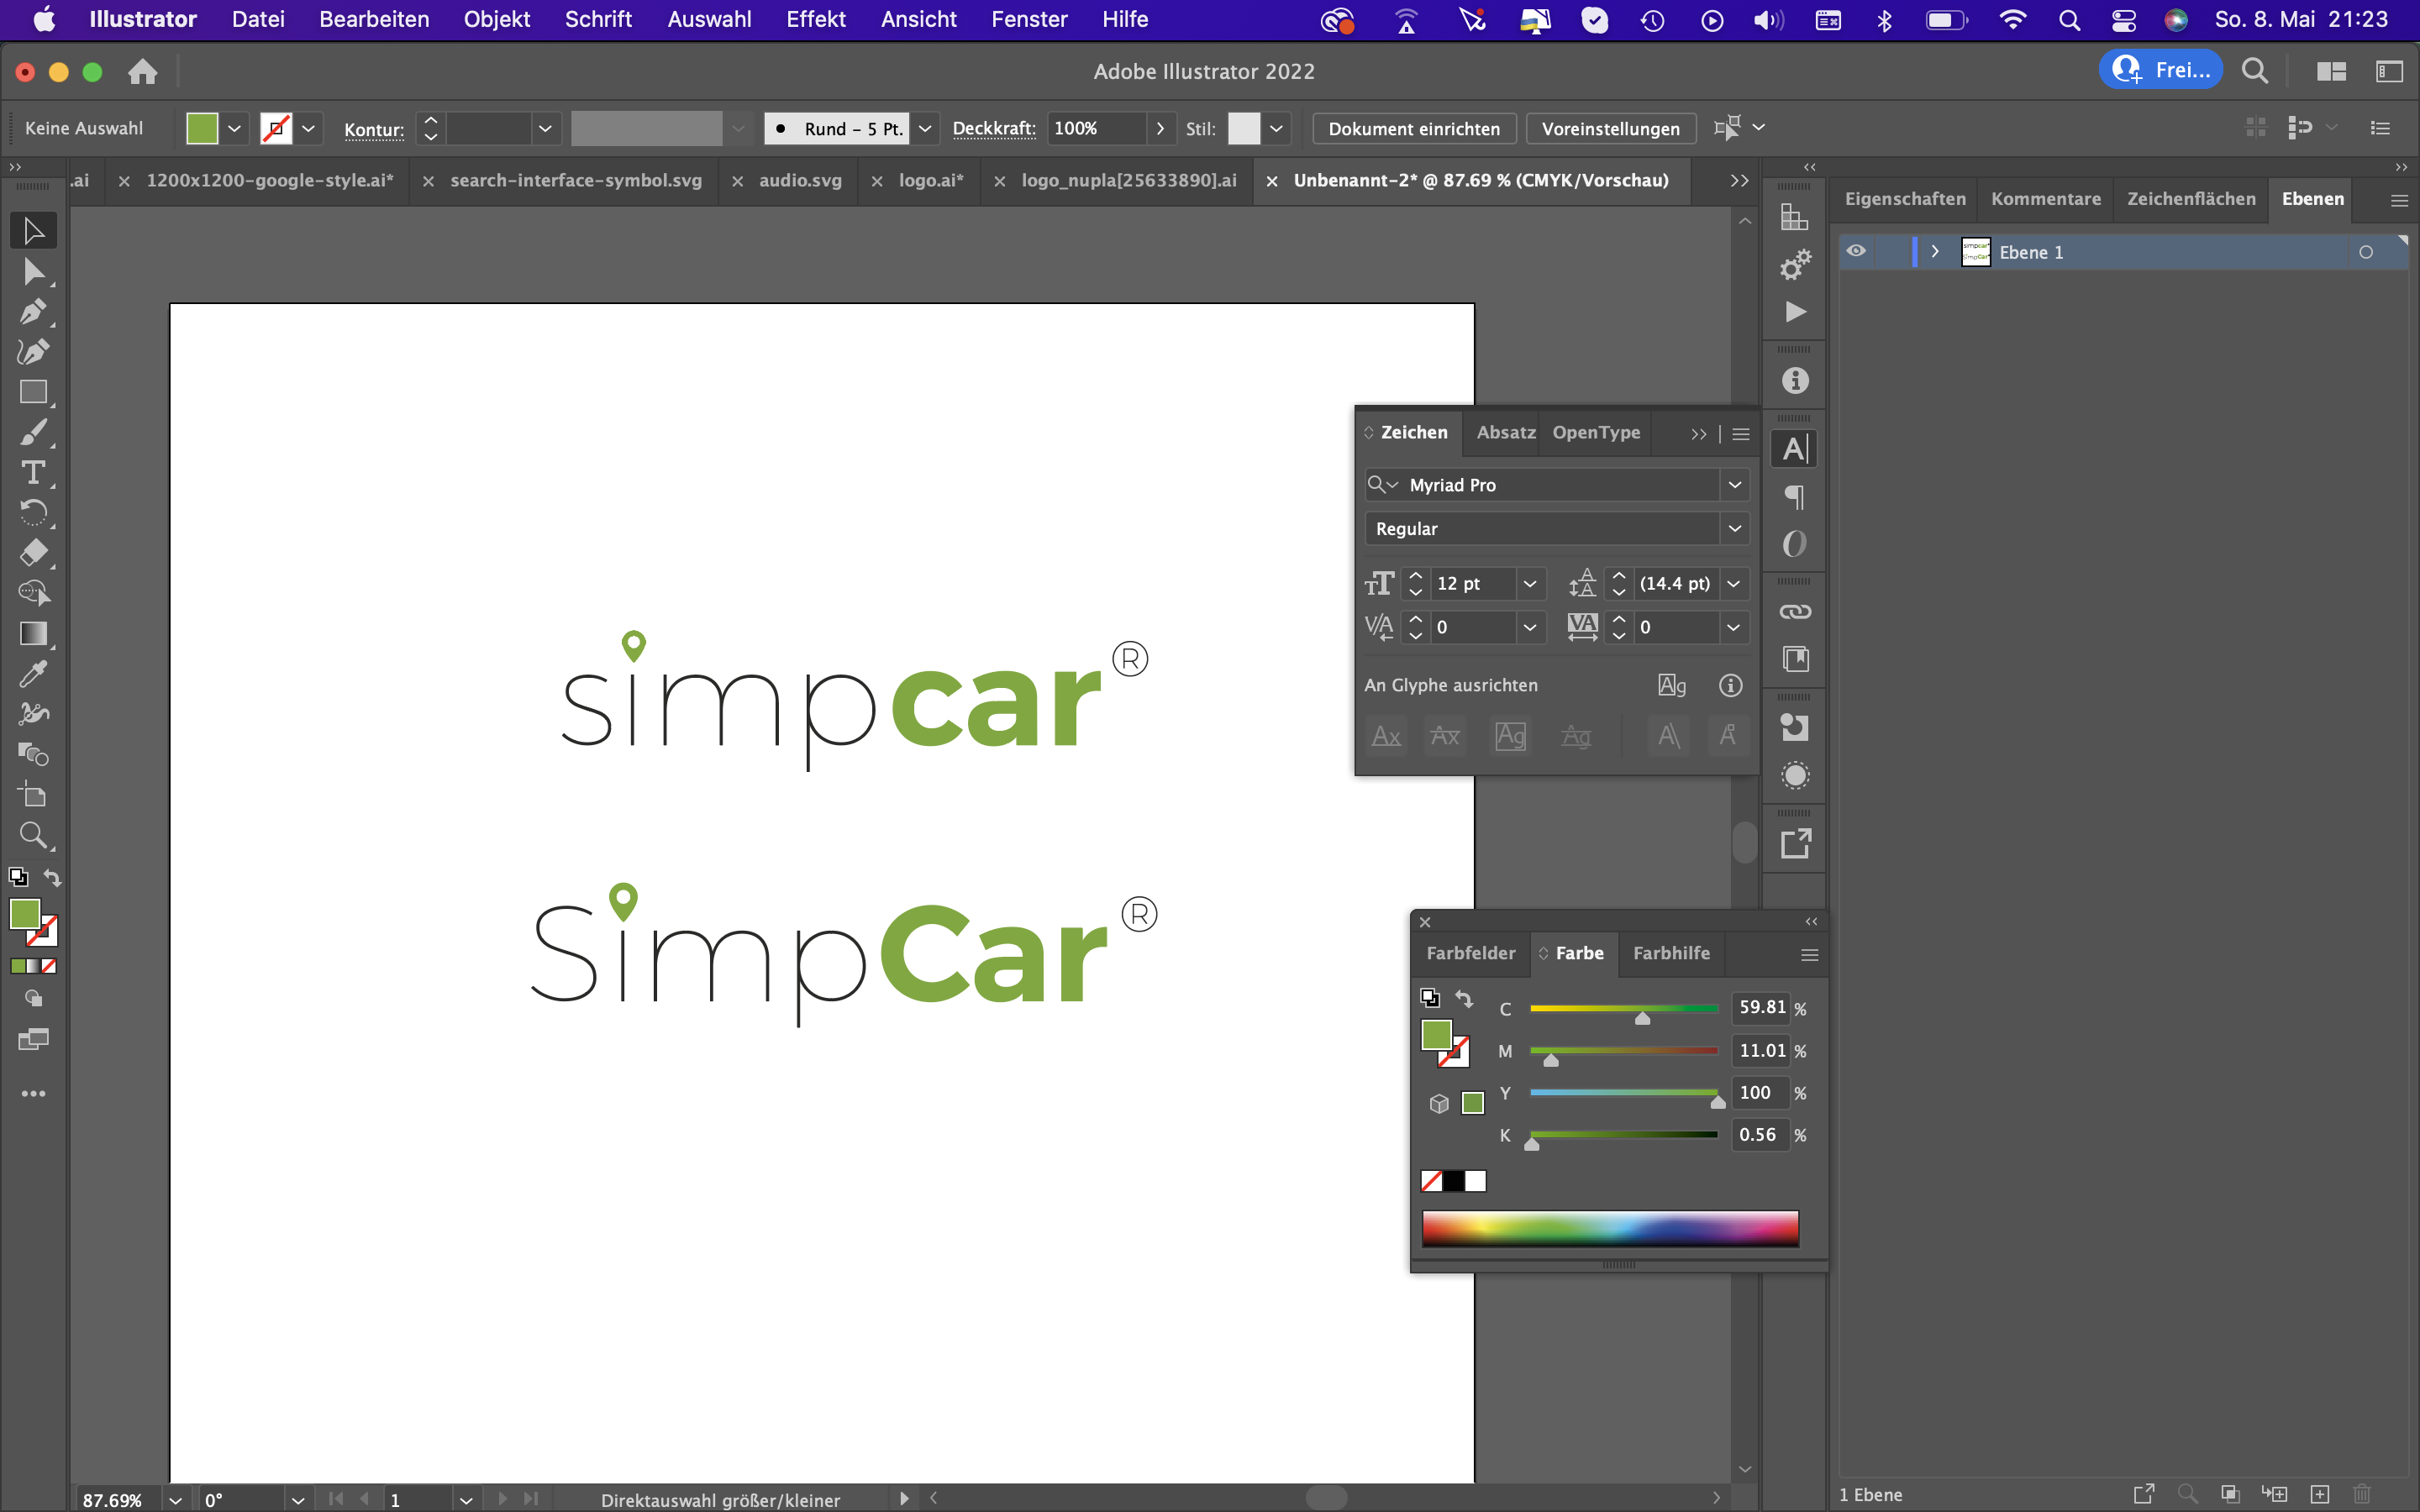 Illustrator Datei Bearbeiten Objekt Schrift Auswahl Effekt Ansicht Fenster Hilfe So. 8. Mai 21:23
Adobe Illustrator 2022 Frei...
Keine Auswahl Kontur: Rund - 5 Pt. Deckkraft: 100% Stil: Dokument einrichten Voreinstellungen
.ai 1200x1200-google-style.ai* search-interface-symbol.svg audio.svg logo.ai* logo_nupla[25633890].ai Unbenannt-2* @ 87.69 % (CMYK/Vorschau)
Eigenschaften Kommentare Zeichenflächen Ebenen
Ebene 1
Zeichen Absatz OpenType
Myriad Pro
Regular
12 pt (14.4 pt)
0 0
An Glyphe ausrichten
simpcar®
SimpCar®
Farbfelder Farbe Farbhilfe
C 59.81 %
M 11.01 %
Y 100 %
K 0.56 %
87.69% 0° 1 Direktauswahl größer/kleiner
1 Ebene